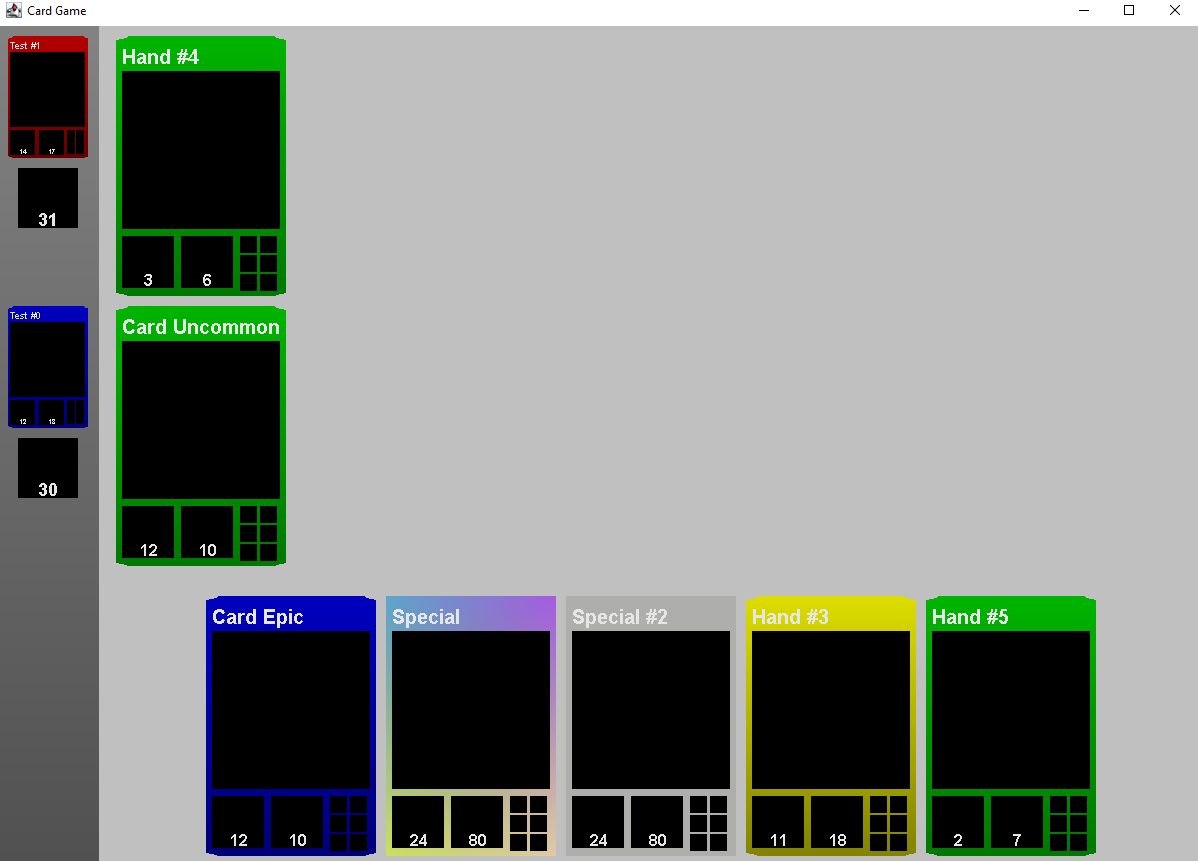 Card Game
Test #1
14 17
31
Test #0
12 18
30
Hand #4
3 6
Card Uncommon
12 10
Card Epic
12 10
Special
24 80
Special #2
24 80
Hand #3
11 18
Hand #5
2 7